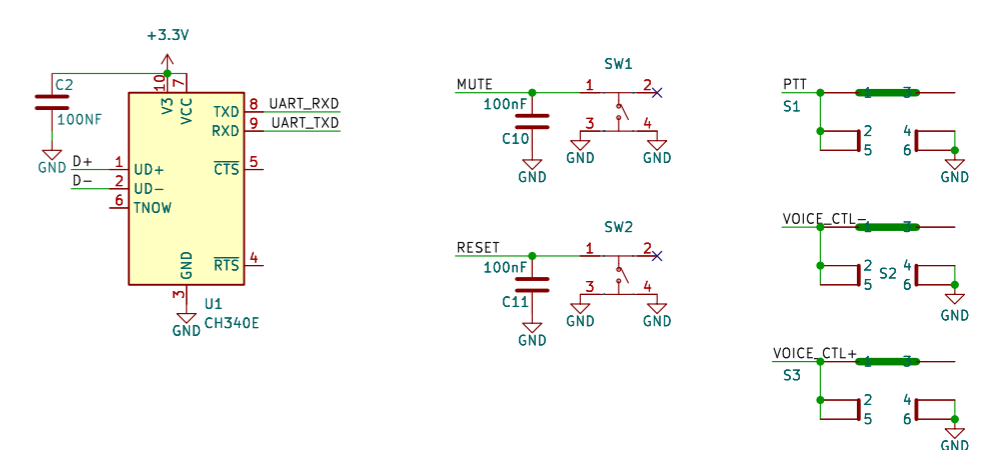 +3.3V
C2
100NF
GND
10
7
V3
VCC
TXD
8
UART_RXD
RXD
9
UART_TXD
D+
1
UD+
CTS
5
D-
2
UD-
6
TNOW
GND
RTS
4
3
U1
CH340E
GND
SW1
MUTE
1
2
100nF
C10
3
4
GND
GND
GND
SW2
RESET
1
2
100nF
C11
3
4
GND
GND
GND
PTT
1
3
S1
2
4
5
6
GND
VOICE_CTL-
1
3
2
4
S2
5
6
GND
VOICE_CTL+
1
3
S3
2
4
5
6
GND